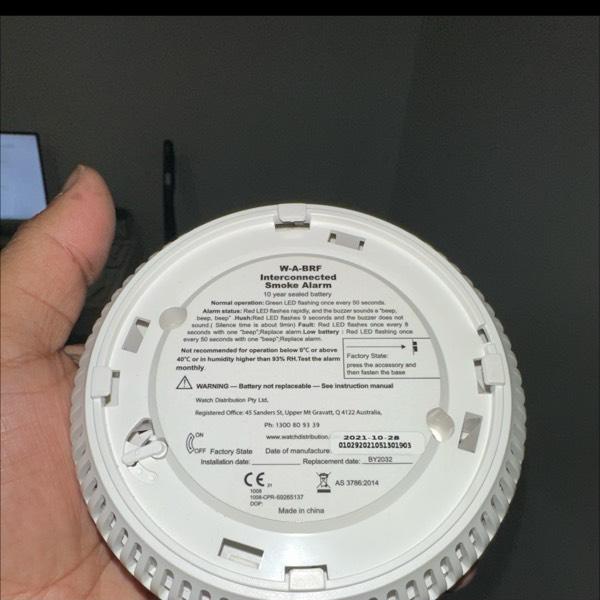 W-A-BRF
Interconnected
Smoke Alarm
10 year sealed battery
Normal operation: Green LED flashing once every 50 seconds.
Alarm status: Red LED flashes rapidly, and the buzzer sounds a "beep,
beep, beep" .Hush:Red LED flashes 9 seconds and the buzzer does not
sound.( Silence time is about 9min) Fault: Red LED flashes once every 8
seconds with one "beep";Replace alarm.Low battery : Red LED flashing once
every 50 seconds with one "beep";Replace alarm.
Not recommended for operation below 0°C or above
40°C or in humidity higher than 93% RH.Test the alarm
monthly.
Factory State:
press the accessory and
then fasten the base
WARNING — Battery not replaceable — See instruction manual
Watch Distribution Pty Ltd,
Registered Office: 45 Sanders St, Upper Mt Gravatt, Q 4122 Australia,
Ph: 1300 80 93 39
www.watchdistribution.
ON
OFF Factory State
Date of manufacture:
2021-10-28
010292021051301903
Installation date:
Replacement date: BY2032
CE 21
1008
1008-CPR-69265137
DOP:
AS 3786:2014
Made in china